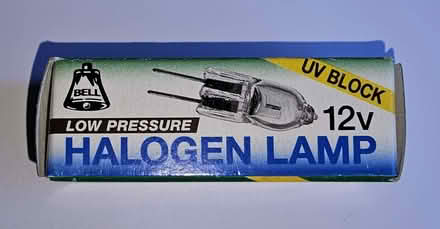 BELL
UV BLOCK
12v
LOW PRESSURE
HALOGEN LAMP